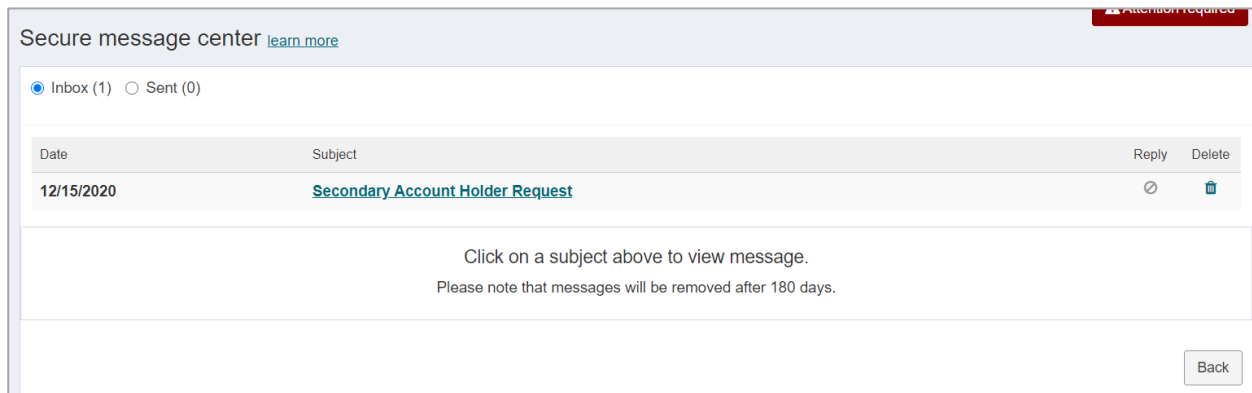 Attention required
Secure message center learn more
Inbox (1) Sent (0)
Date Subject Reply Delete
12/15/2020 Secondary Account Holder Request
Click on a subject above to view message.
Please note that messages will be removed after 180 days.
Back